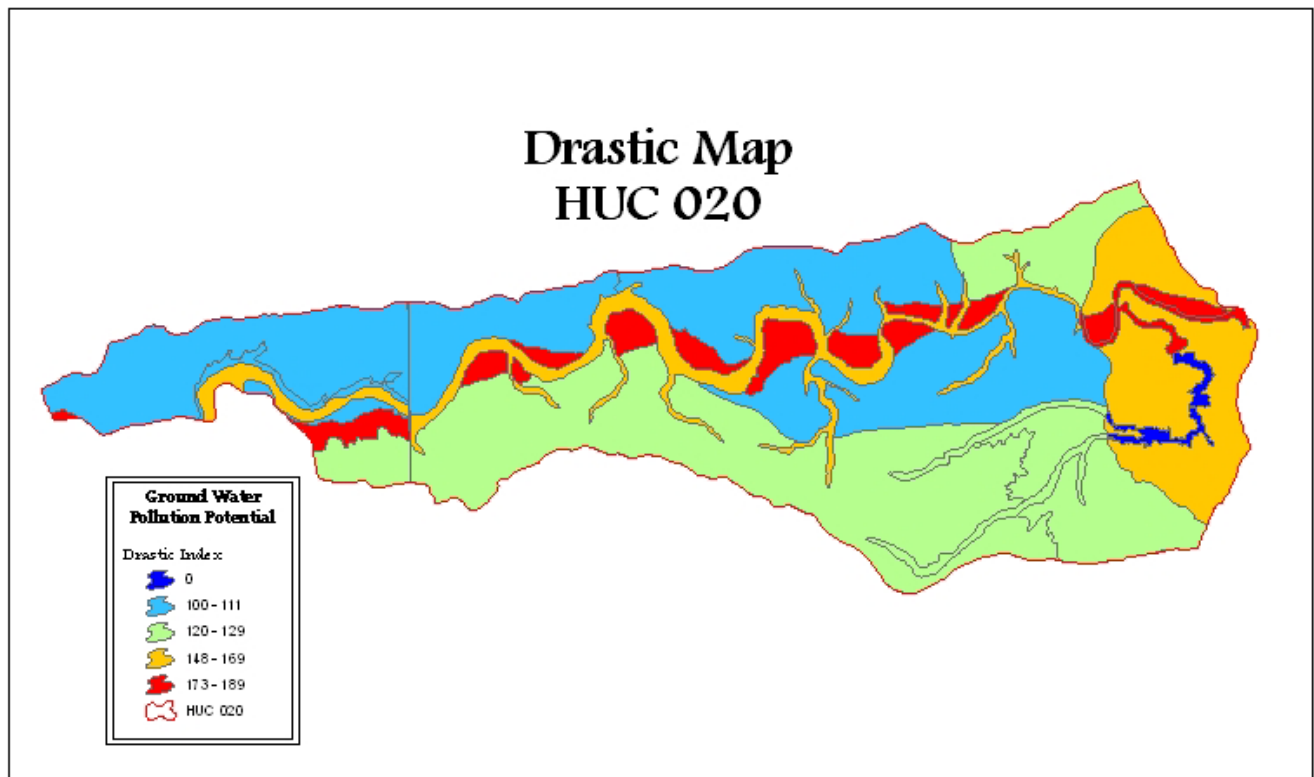 Drastic Map
HUC 020
Ground Water
Pollution Potential
Drastic Index
0
100 - 111
120 - 129
148 - 169
173 - 189
HUC 020